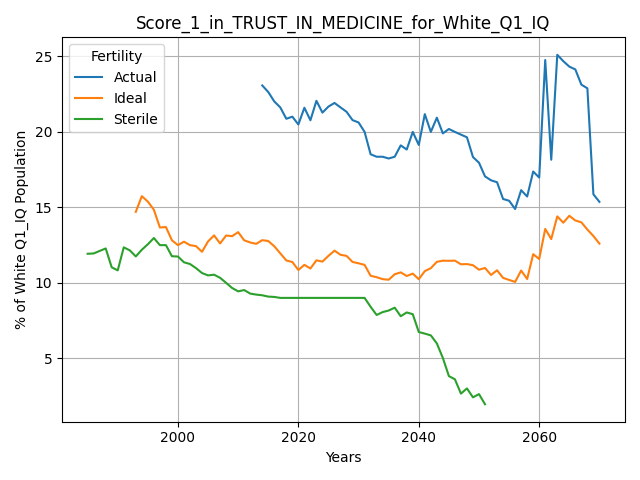 Score_1_in_TRUST_IN_MEDICINE_for_White_Q1_IQ
Fertility
Actual
Ideal
Sterile
% of White Q1_IQ Population
25
20
15
10
5
2000
2020
2040
2060
Years